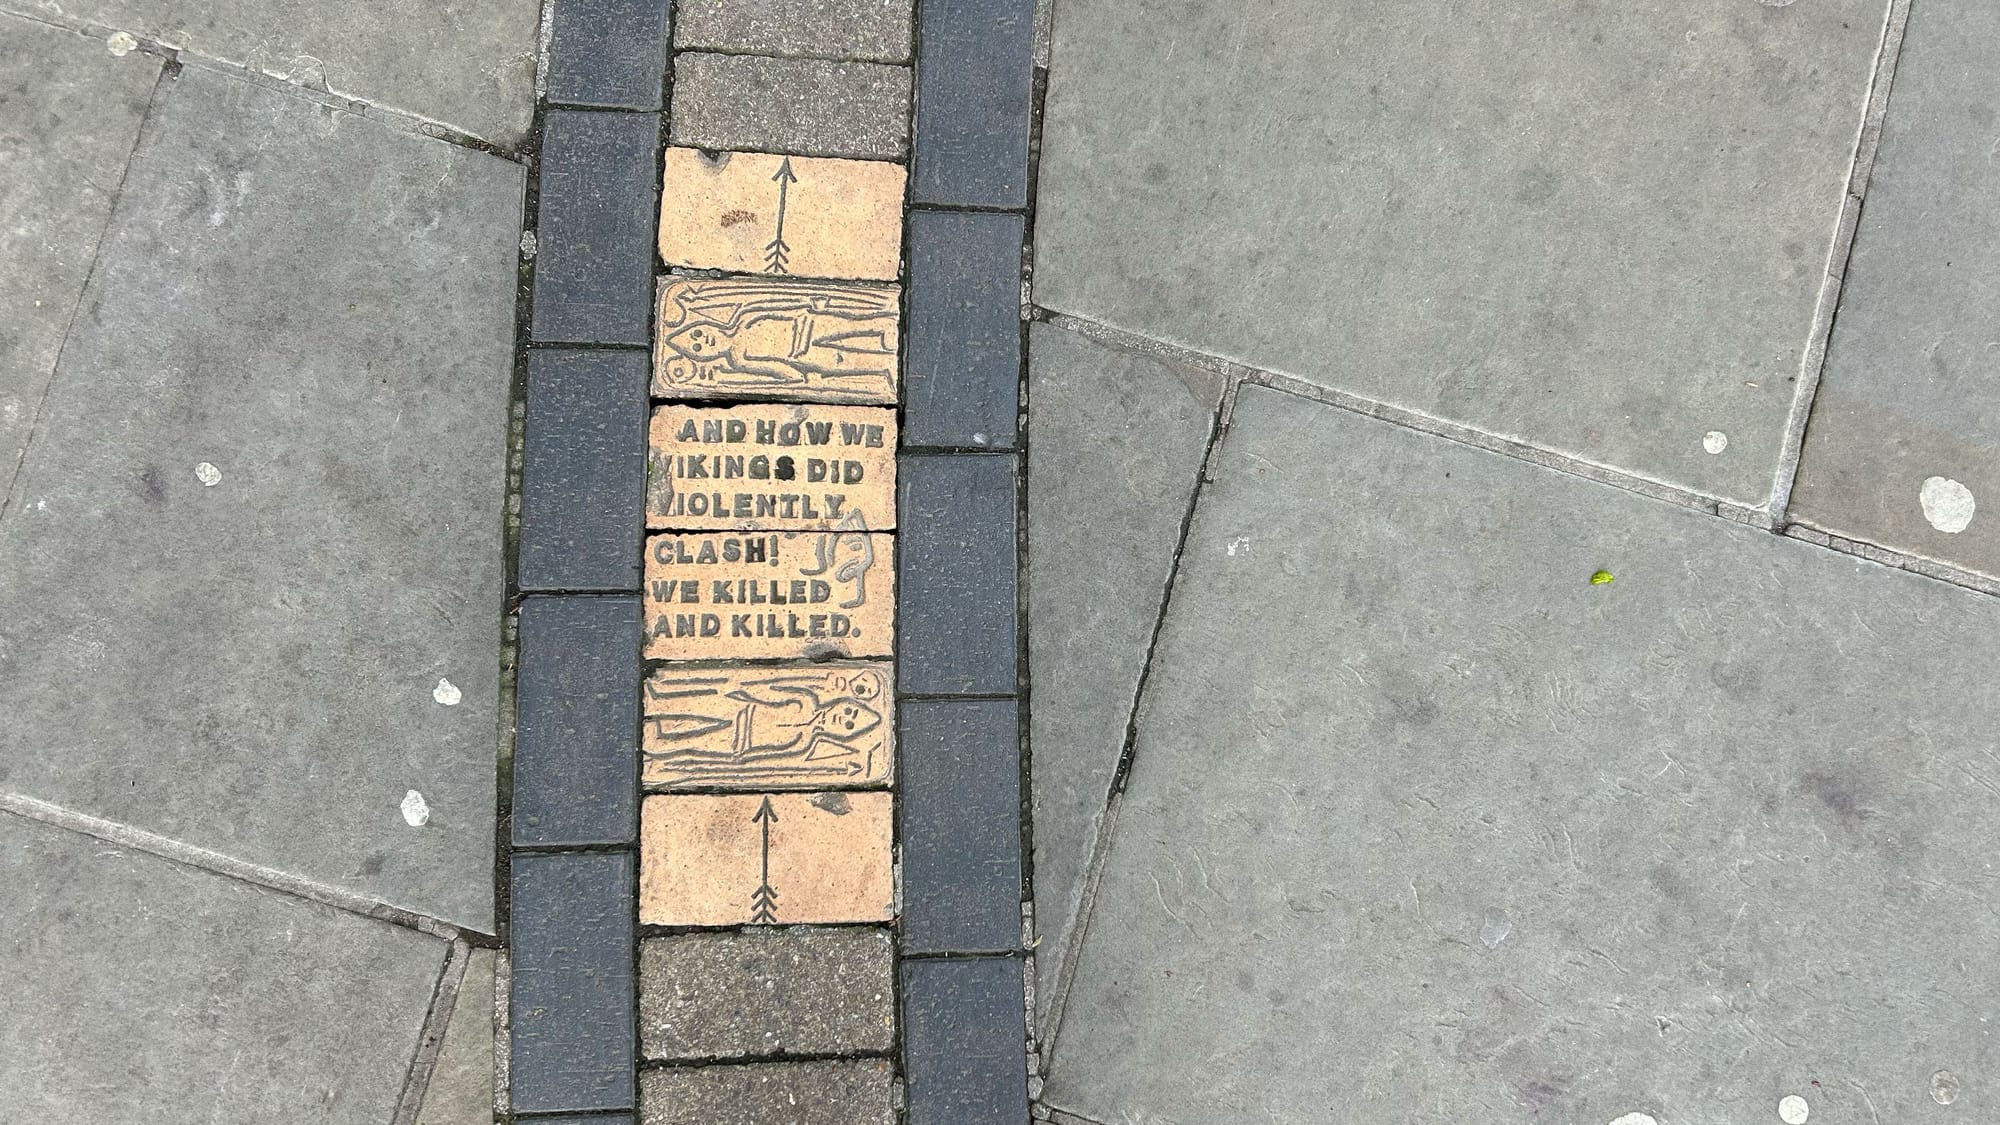 AND HOW WE
VIKINGS DID
VIOLENTLY
CLASH!
WE KILLED
AND KILLED.